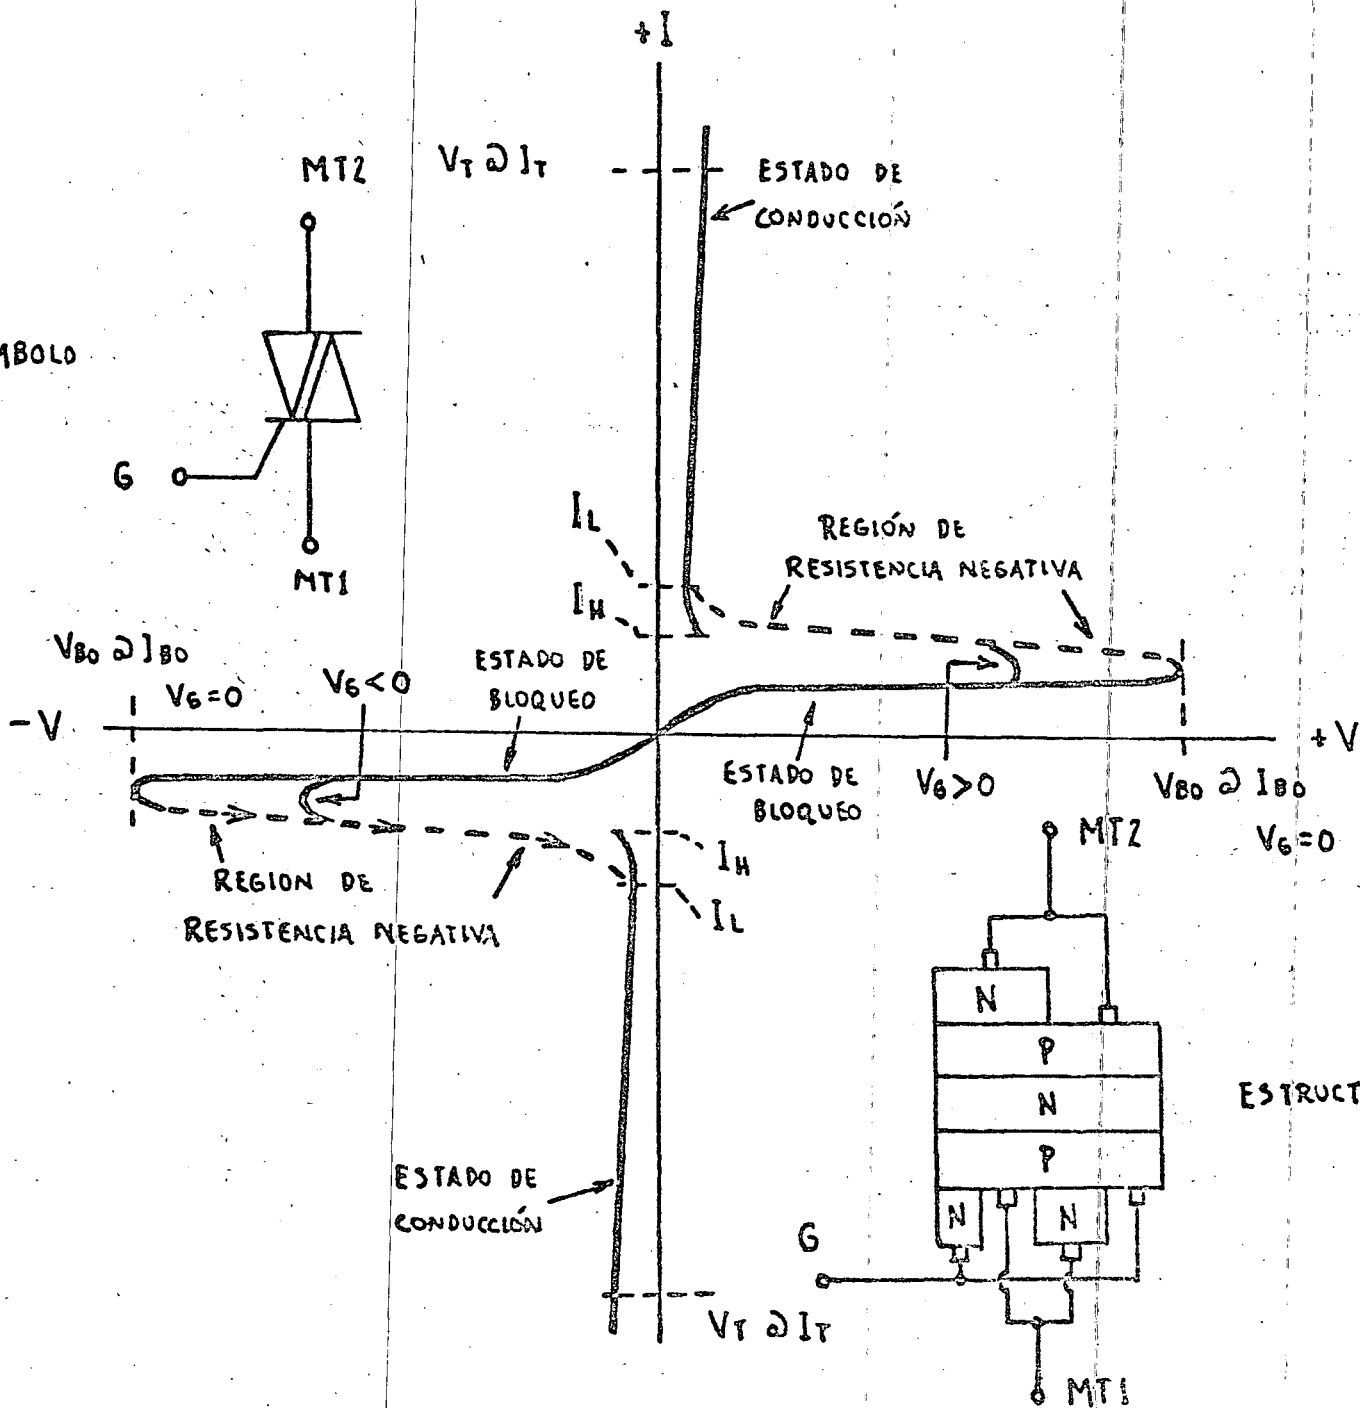 +I
MT2
VT @ IT
ESTADO DE
CONDUCCIÓN
MBOLO
G
MT1
IL
IH
REGIÓN DE
RESISTENCIA NEGATIVA
VBO @ IBO
VG=0
VG<0
ESTADO DE
BLOQUEO
-V
+V
ESTADO DE
BLOQUEO
VG>0
VBO @ IBO
VG=0
MT2
IH
IL
REGION DE
RESISTENCIA NEGATIVA
N
P
N
P
N
N
ESTRUCT
ESTADO DE
CONDUCCIÓN
G
VT @ IT
MT1